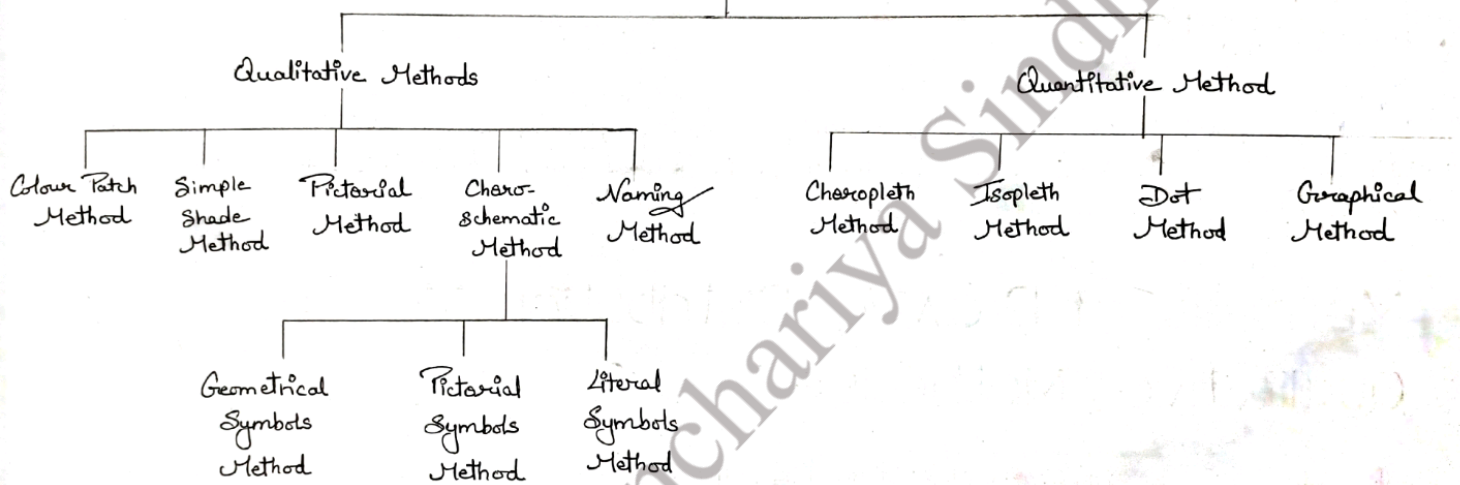 Qualitative Methods
Quantitative Method
Colour Patch
Method
Simple
Shade
Method
Pictorial
Method
Choro-
Schematic
Method
Naming
Method
Choropleth
Method
Isopleth
Method
Dot
Method
Graphical
Method
Geometrical
Symbols
Method
Pictorial
Symbols
Method
Literal
Symbols
Method